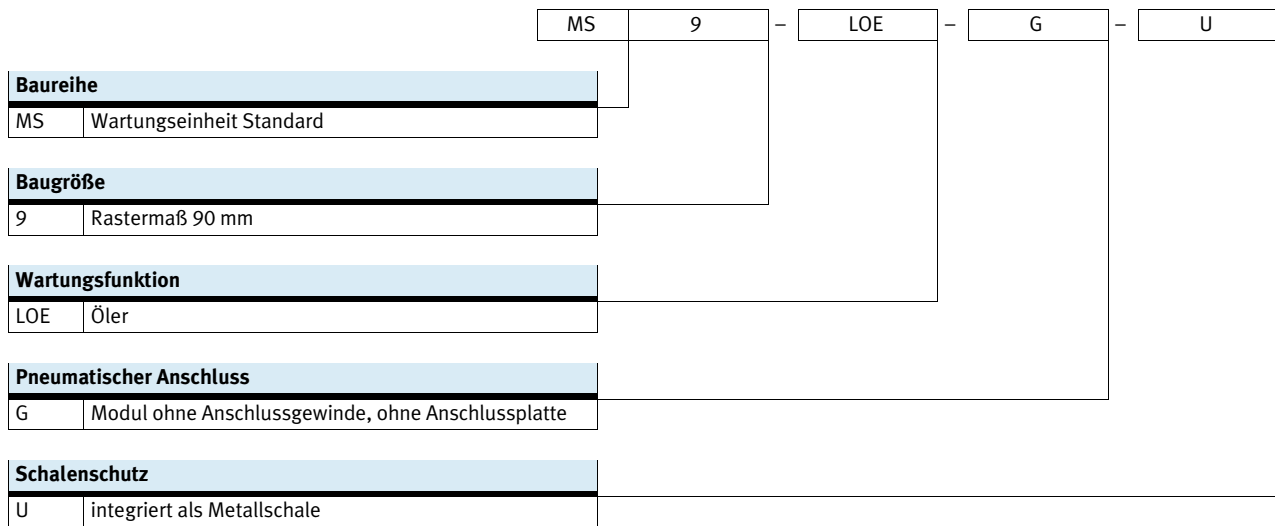 MS 9 – LOE – G – U
Baureihe
MS Wartungseinheit Standard
Baugröße
9 Rastermaß 90 mm
Wartungsfunktion
LOE Öler
Pneumatischer Anschluss
G Modul ohne Anschlussgewinde, ohne Anschlussplatte
Schalenschutz
U integriert als Metallschale